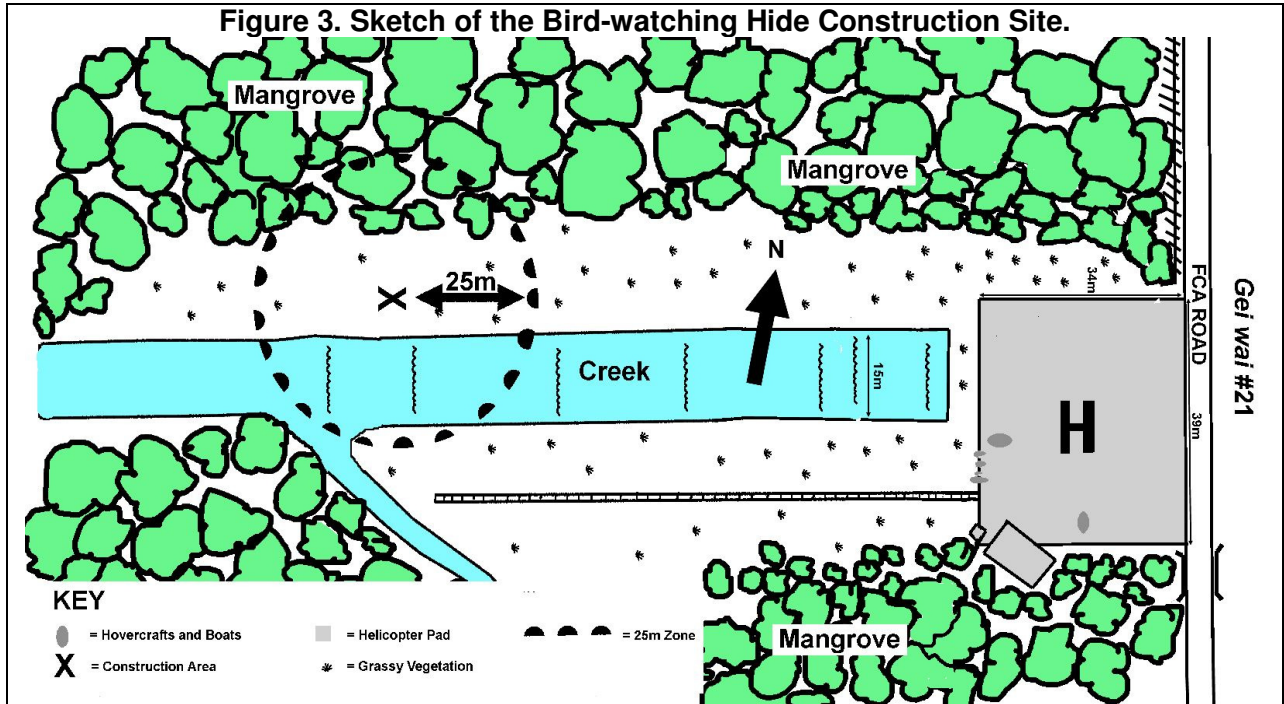 Figure 3. Sketch of the Bird-watching Hide Construction Site.
Mangrove
Mangrove
N
25m
X
34m
FCA ROAD
Gei wai #21
Creek
15m
H
39m
Mangrove
KEY
= Hovercrafts and Boats
= Helicopter Pad
= 25m Zone
X = Construction Area
= Grassy Vegetation